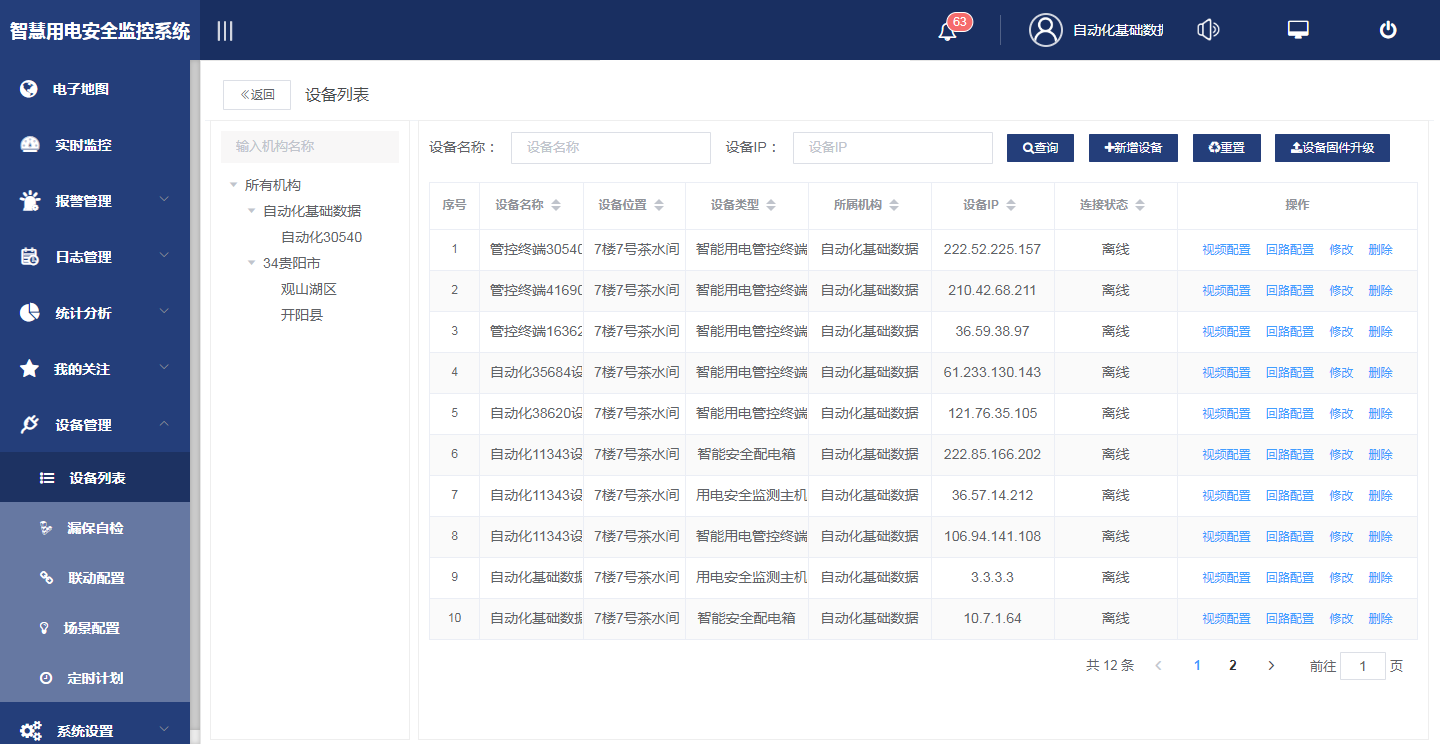 智慧用电安全监控系统
63
自动化基础数据
电子地图
实时监控
报警管理
日志管理
统计分析
我的关注
设备管理
设备列表
漏保自检
联动配置
场景配置
定时计划
系统设置
返回 设备列表
输入机构名称
所有机构
自动化基础数据
自动化30540
34贵阳市
观山湖区
开阳县
设备名称： 设备名称 设备IP： 设备IP 查询 新增设备 重置 设备固件升级
序号 设备名称 设备位置 设备类型 所属机构 设备IP 连接状态 操作
1 管控终端30540 7楼7号茶水间 智能用电管控终端 自动化基础数据 222.52.225.157 离线 视频配置 回路配置 修改 删除
2 管控终端41690 7楼7号茶水间 智能用电管控终端 自动化基础数据 210.42.68.211 离线 视频配置 回路配置 修改 删除
3 管控终端16362 7楼7号茶水间 智能用电管控终端 自动化基础数据 36.59.38.97 离线 视频配置 回路配置 修改 删除
4 自动化35684设 7楼7号茶水间 智能用电管控终端 自动化基础数据 61.233.130.143 离线 视频配置 回路配置 修改 删除
5 自动化38620设 7楼7号茶水间 智能用电管控终端 自动化基础数据 121.76.35.105 离线 视频配置 回路配置 修改 删除
6 自动化11343设 7楼7号茶水间 智能安全配电箱 自动化基础数据 222.85.166.202 离线 视频配置 回路配置 修改 删除
7 自动化11343设 7楼7号茶水间 用电安全监测主机 自动化基础数据 36.57.14.212 离线 视频配置 回路配置 修改 删除
8 自动化11343设 7楼7号茶水间 智能用电管控终端 自动化基础数据 106.94.141.108 离线 视频配置 回路配置 修改 删除
9 自动化基础数据 7楼7号茶水间 用电安全监测主机 自动化基础数据 3.3.3.3 离线 视频配置 回路配置 修改 删除
10 自动化基础数据 7楼7号茶水间 智能安全配电箱 自动化基础数据 10.7.1.64 离线 视频配置 回路配置 修改 删除
共 12 条 1 2 前往 1 页